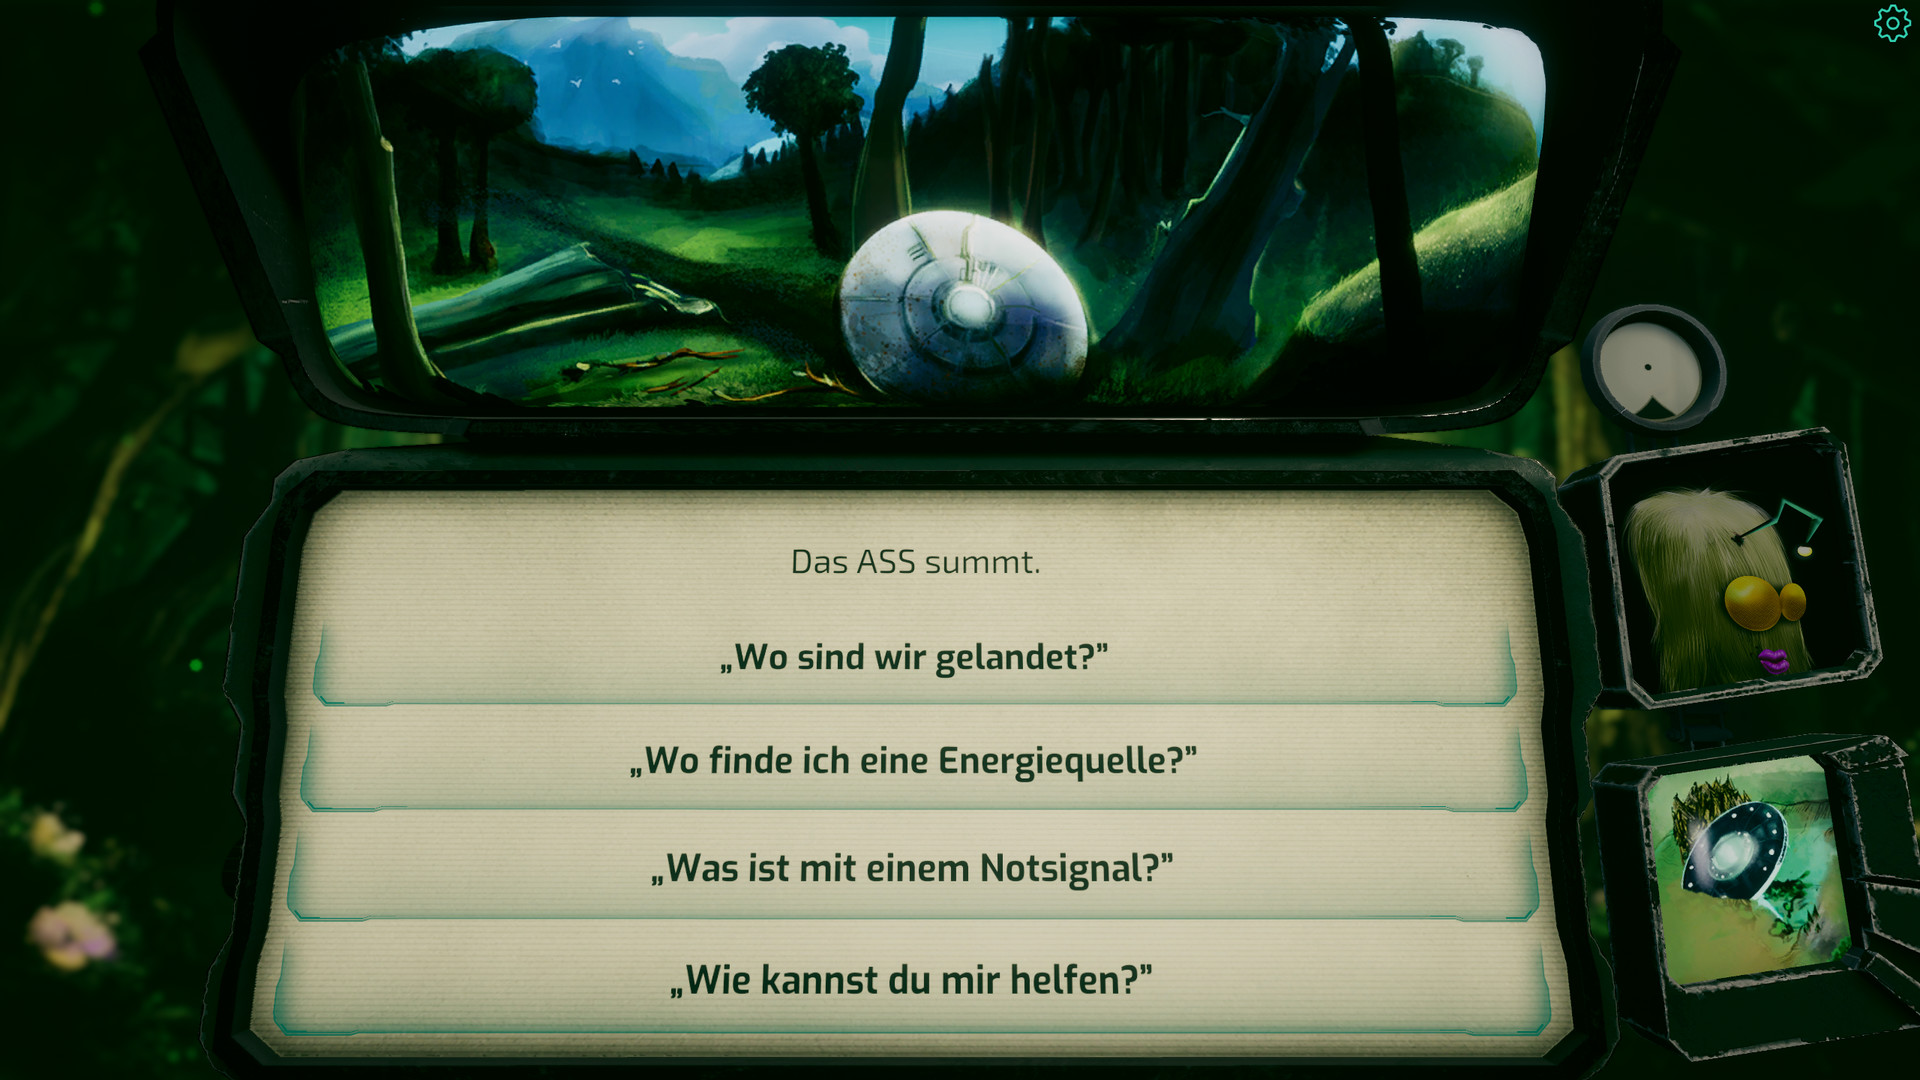 Das ASS summt.
„Wo sind wir gelandet?”
„Wo finde ich eine Energiequelle?”
„Was ist mit einem Notsignal?”
„Wie kannst du mir helfen?”